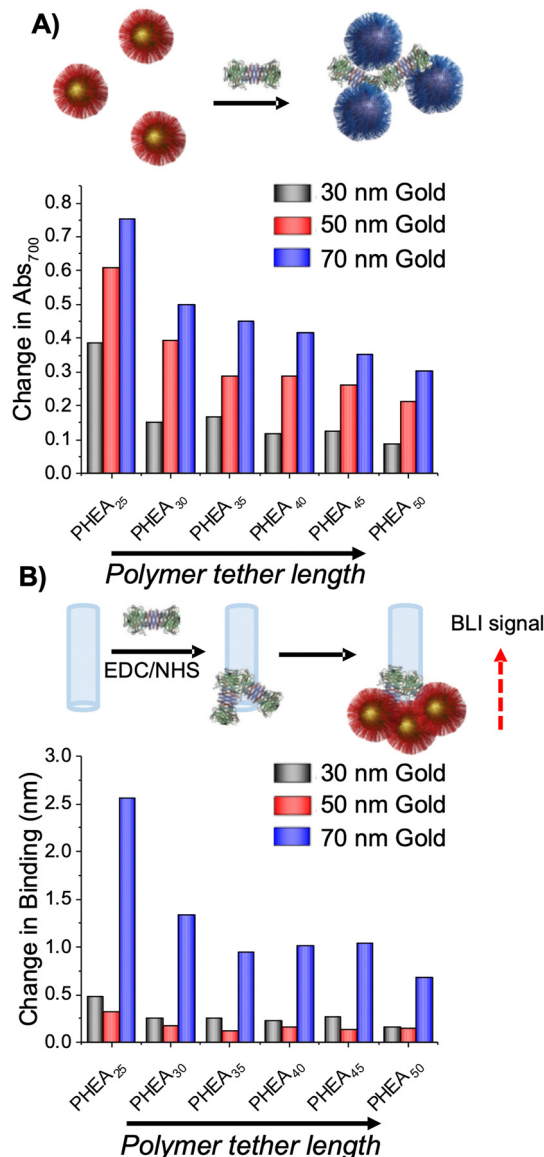 A)
30 nm Gold
50 nm Gold
70 nm Gold
Change in Abs₇₀₀
0.8
0.7
0.6
0.5
0.4
0.3
0.2
0.1
0.0
PHEA₂₅
PHEA₃₀
PHEA₃₅
PHEA₄₀
PHEA₄₅
PHEA₅₀
Polymer tether length
B)
EDC/NHS
BLI signal
30 nm Gold
50 nm Gold
70 nm Gold
Change in Binding (nm)
3.0
2.5
2.0
1.5
1.0
0.5
0.0
PHEA₂₅
PHEA₃₀
PHEA₃₅
PHEA₄₀
PHEA₄₅
PHEA₅₀
Polymer tether length